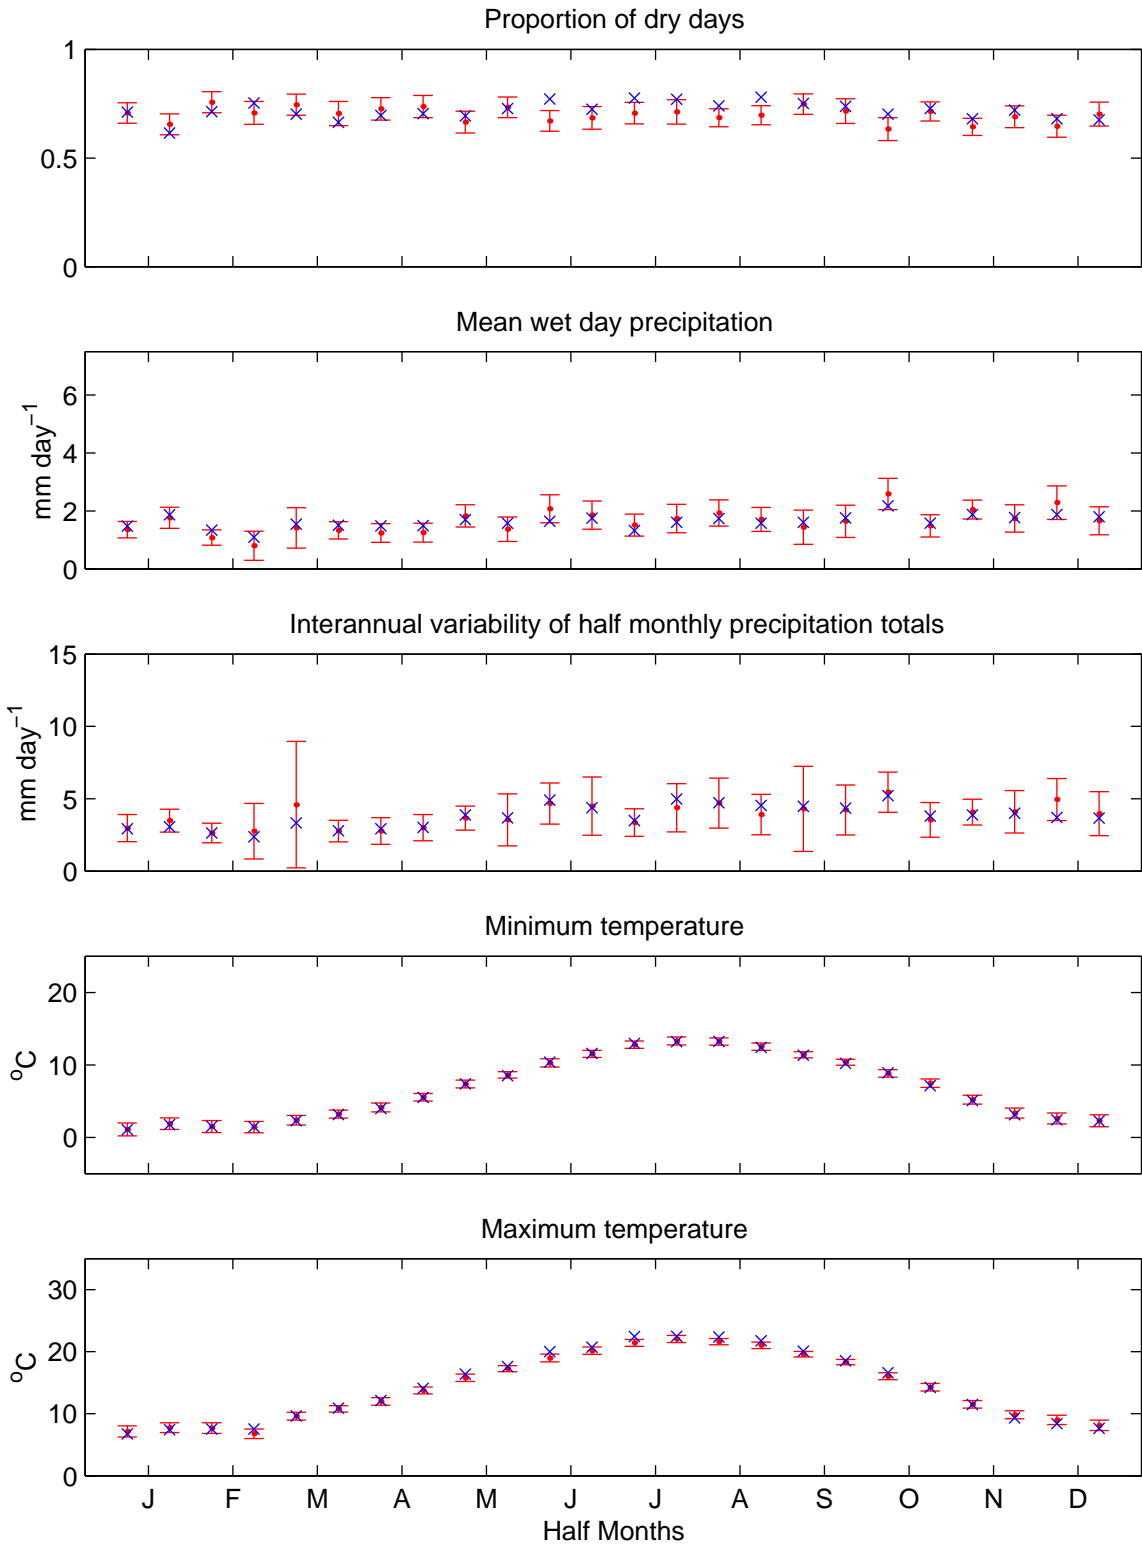 Proportion of dry days
1
0.5
0
Mean wet day precipitation
6
4
2
0
mm day⁻¹
Interannual variability of half monthly precipitation totals
15
10
5
0
mm day⁻¹
Minimum temperature
20
10
0
ºC
Maximum temperature
30
20
10
0
ºC
J F M A M J J A S O N D
Half Months